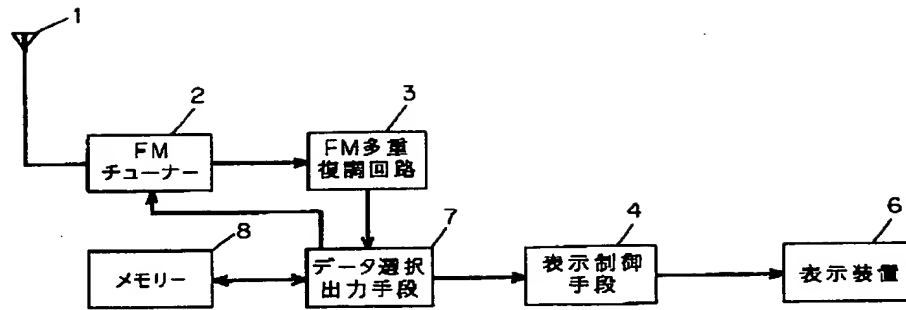 1
2
FM
チューナー
3
FM多重
復調回路
8
メモリー
7
データ選択
出力手段
4
表示制御
手段
6
表示装置